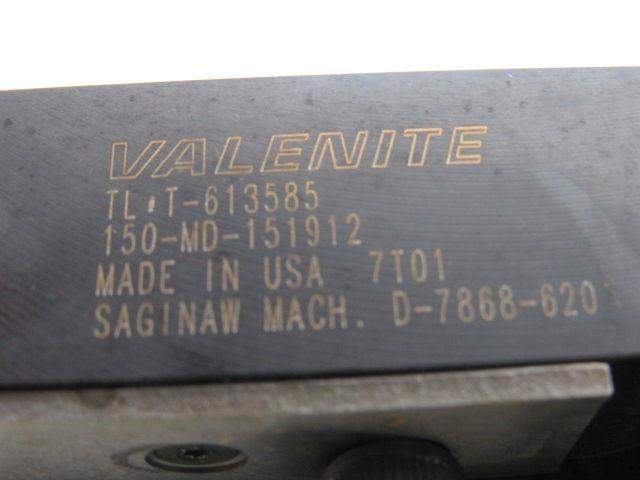 VALENITE
TL#T-613585
150-MD-151912
MADE IN USA 7T01
SAGINAW MACH. D-7868-620